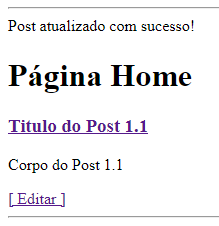 Post atualizado com sucesso!
Página Home
Titulo do Post 1.1
Corpo do Post 1.1
[ Editar ]